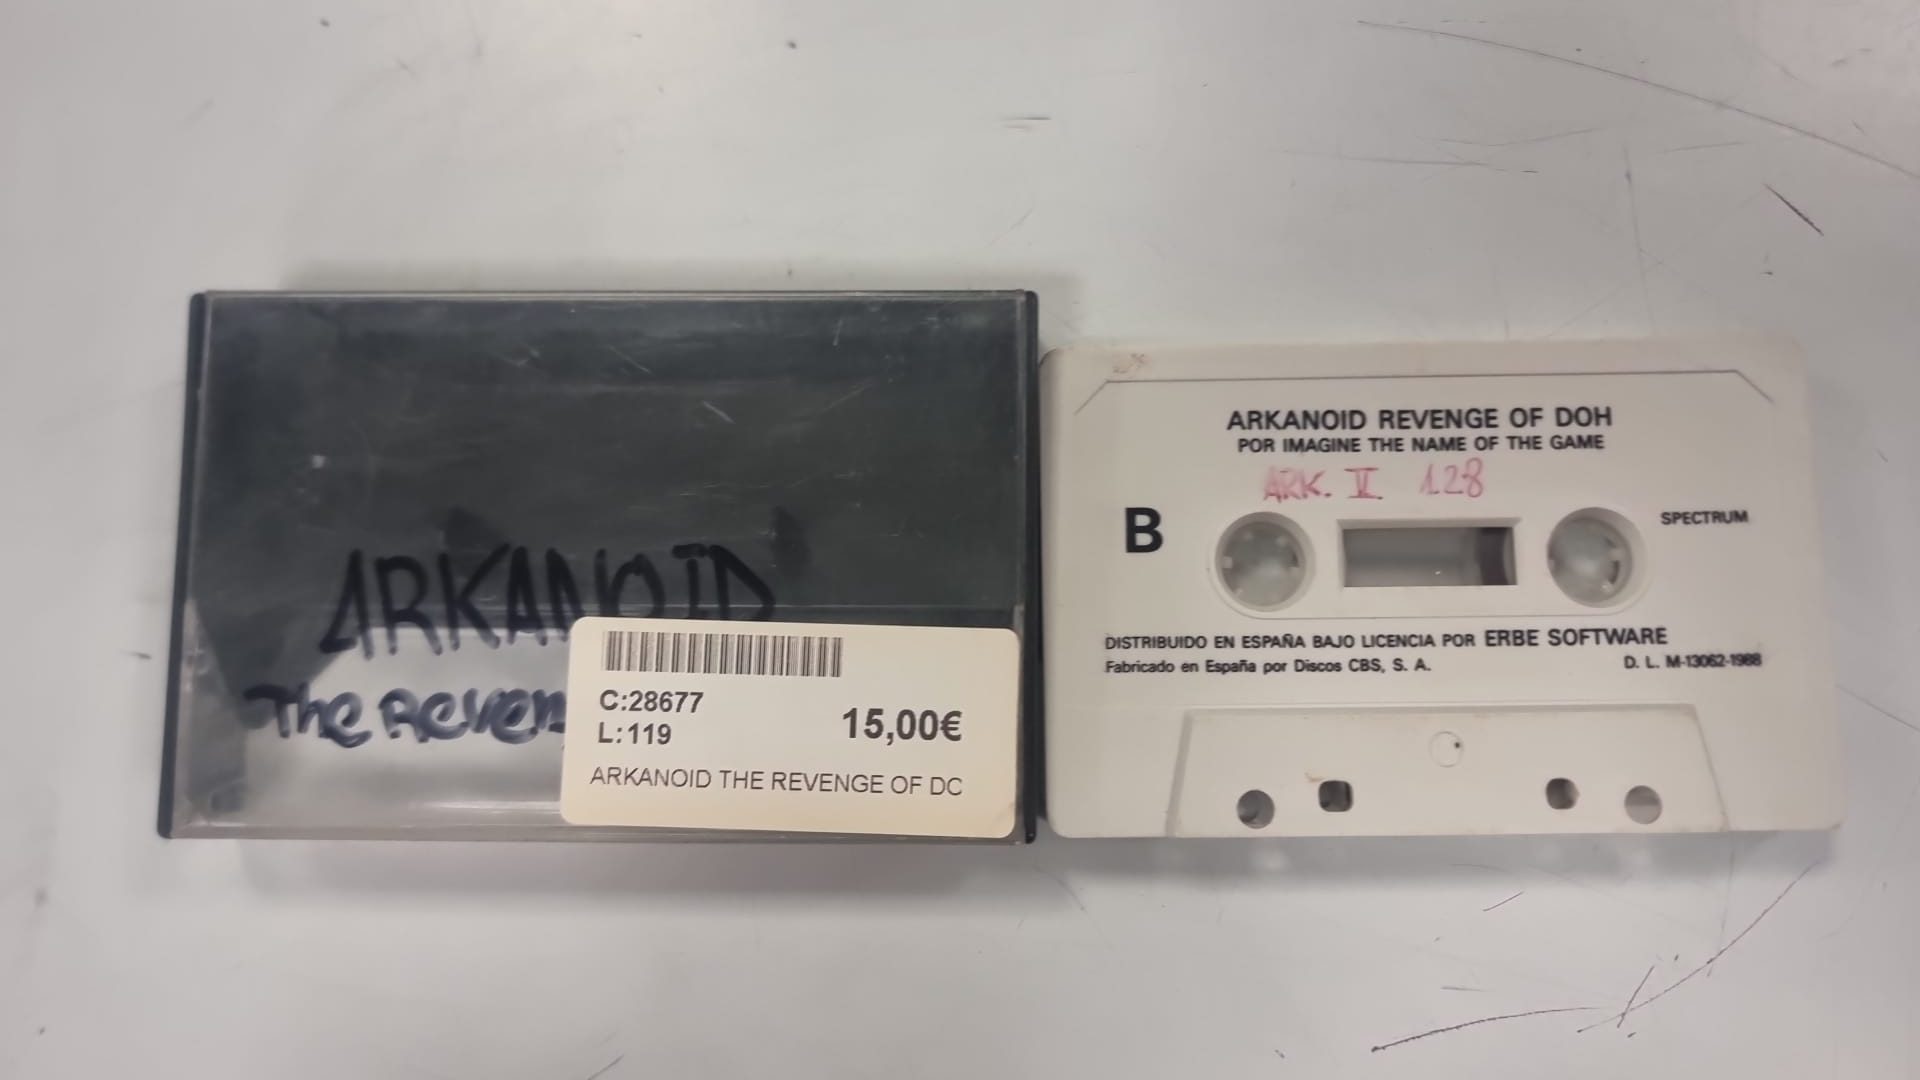 ARKANOID
The Reven
C:28677
L:119
15,00€
ARKANOID THE REVENGE OF DC
ARKANOID REVENGE OF DOH
POR IMAGINE THE NAME OF THE GAME
ARK. II 128
B
SPECTRUM
DISTRIBUIDO EN ESPAÑA BAJO LICENCIA POR ERBE SOFTWARE
Fabricado en España por Discos CBS, S. A.
D. L. M-13062-1988